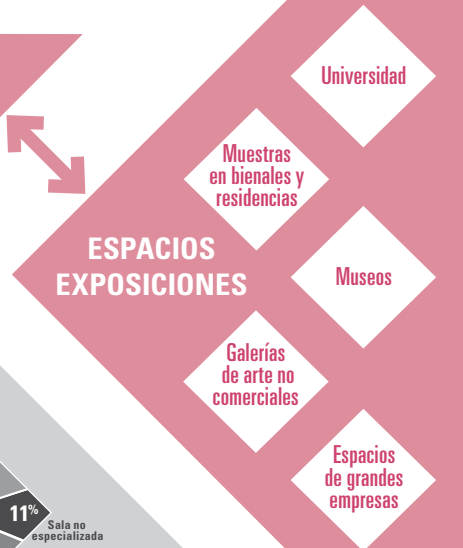 Universidad
Muestras
en bienales y
residencias
ESPACIOS
EXPOSICIONES
Museos
Galerías
de arte no
comerciales
Espacios
de grandes
empresas
11%
Sala no
especializada